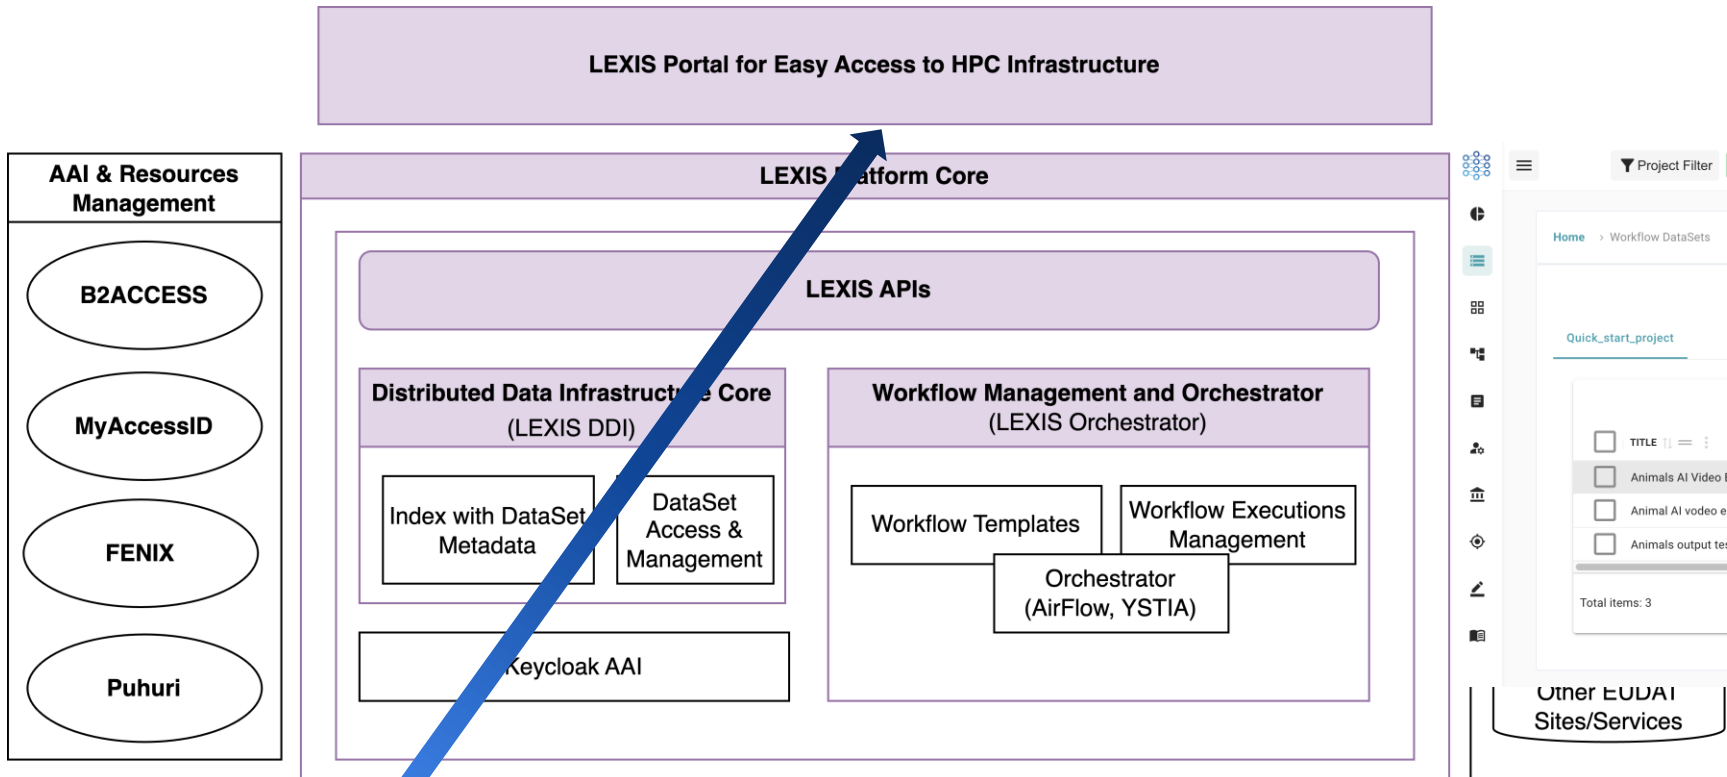 LEXIS Portal for Easy Access to HPC Infrastructure
AAI & Resources
Management
B2ACCESS
MyAccessID
FENIX
Puhuri
LEXIS Platform Core
LEXIS APIs
Distributed Data Infrastructure Core
(LEXIS DDI)
Index with DataSet
Metadata
DataSet
Access &
Management
Keycloak AAI
Workflow Management and Orchestrator
(LEXIS Orchestrator)
Workflow Templates
Workflow Executions
Management
Orchestrator
(AirFlow, YSTIA)
Project Filter
Home › Workflow DataSets
Quick_start_project
TITLE
Animals AI Video
Animal AI vodeo e
Animals output tes
Total items: 3
Other EUDAT
Sites/Services